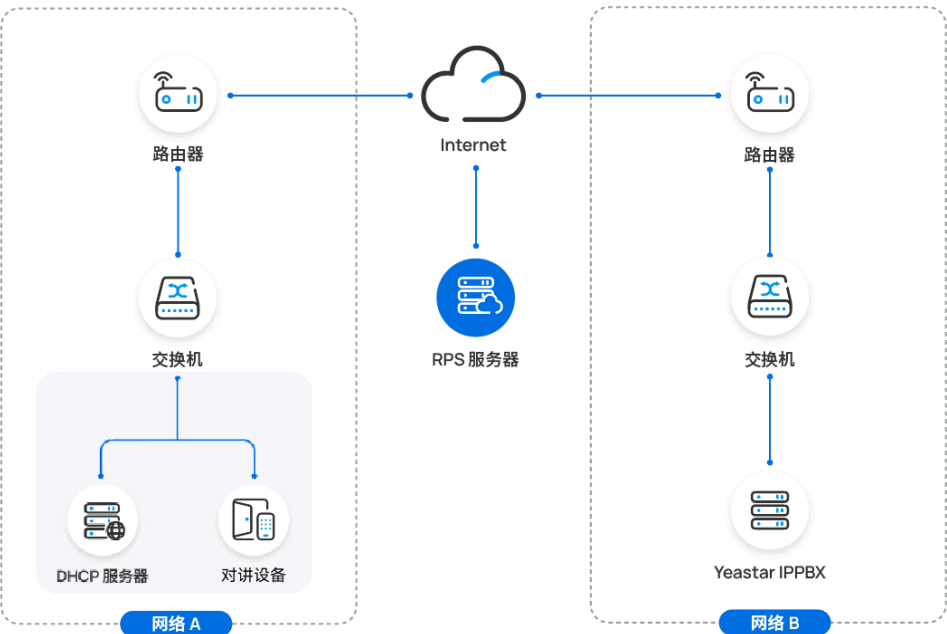 Internet
路由器
路由器
RPS 服务器
交换机
交换机
DHCP 服务器
对讲设备
Yeastar IPPBX
网络 A
网络 B